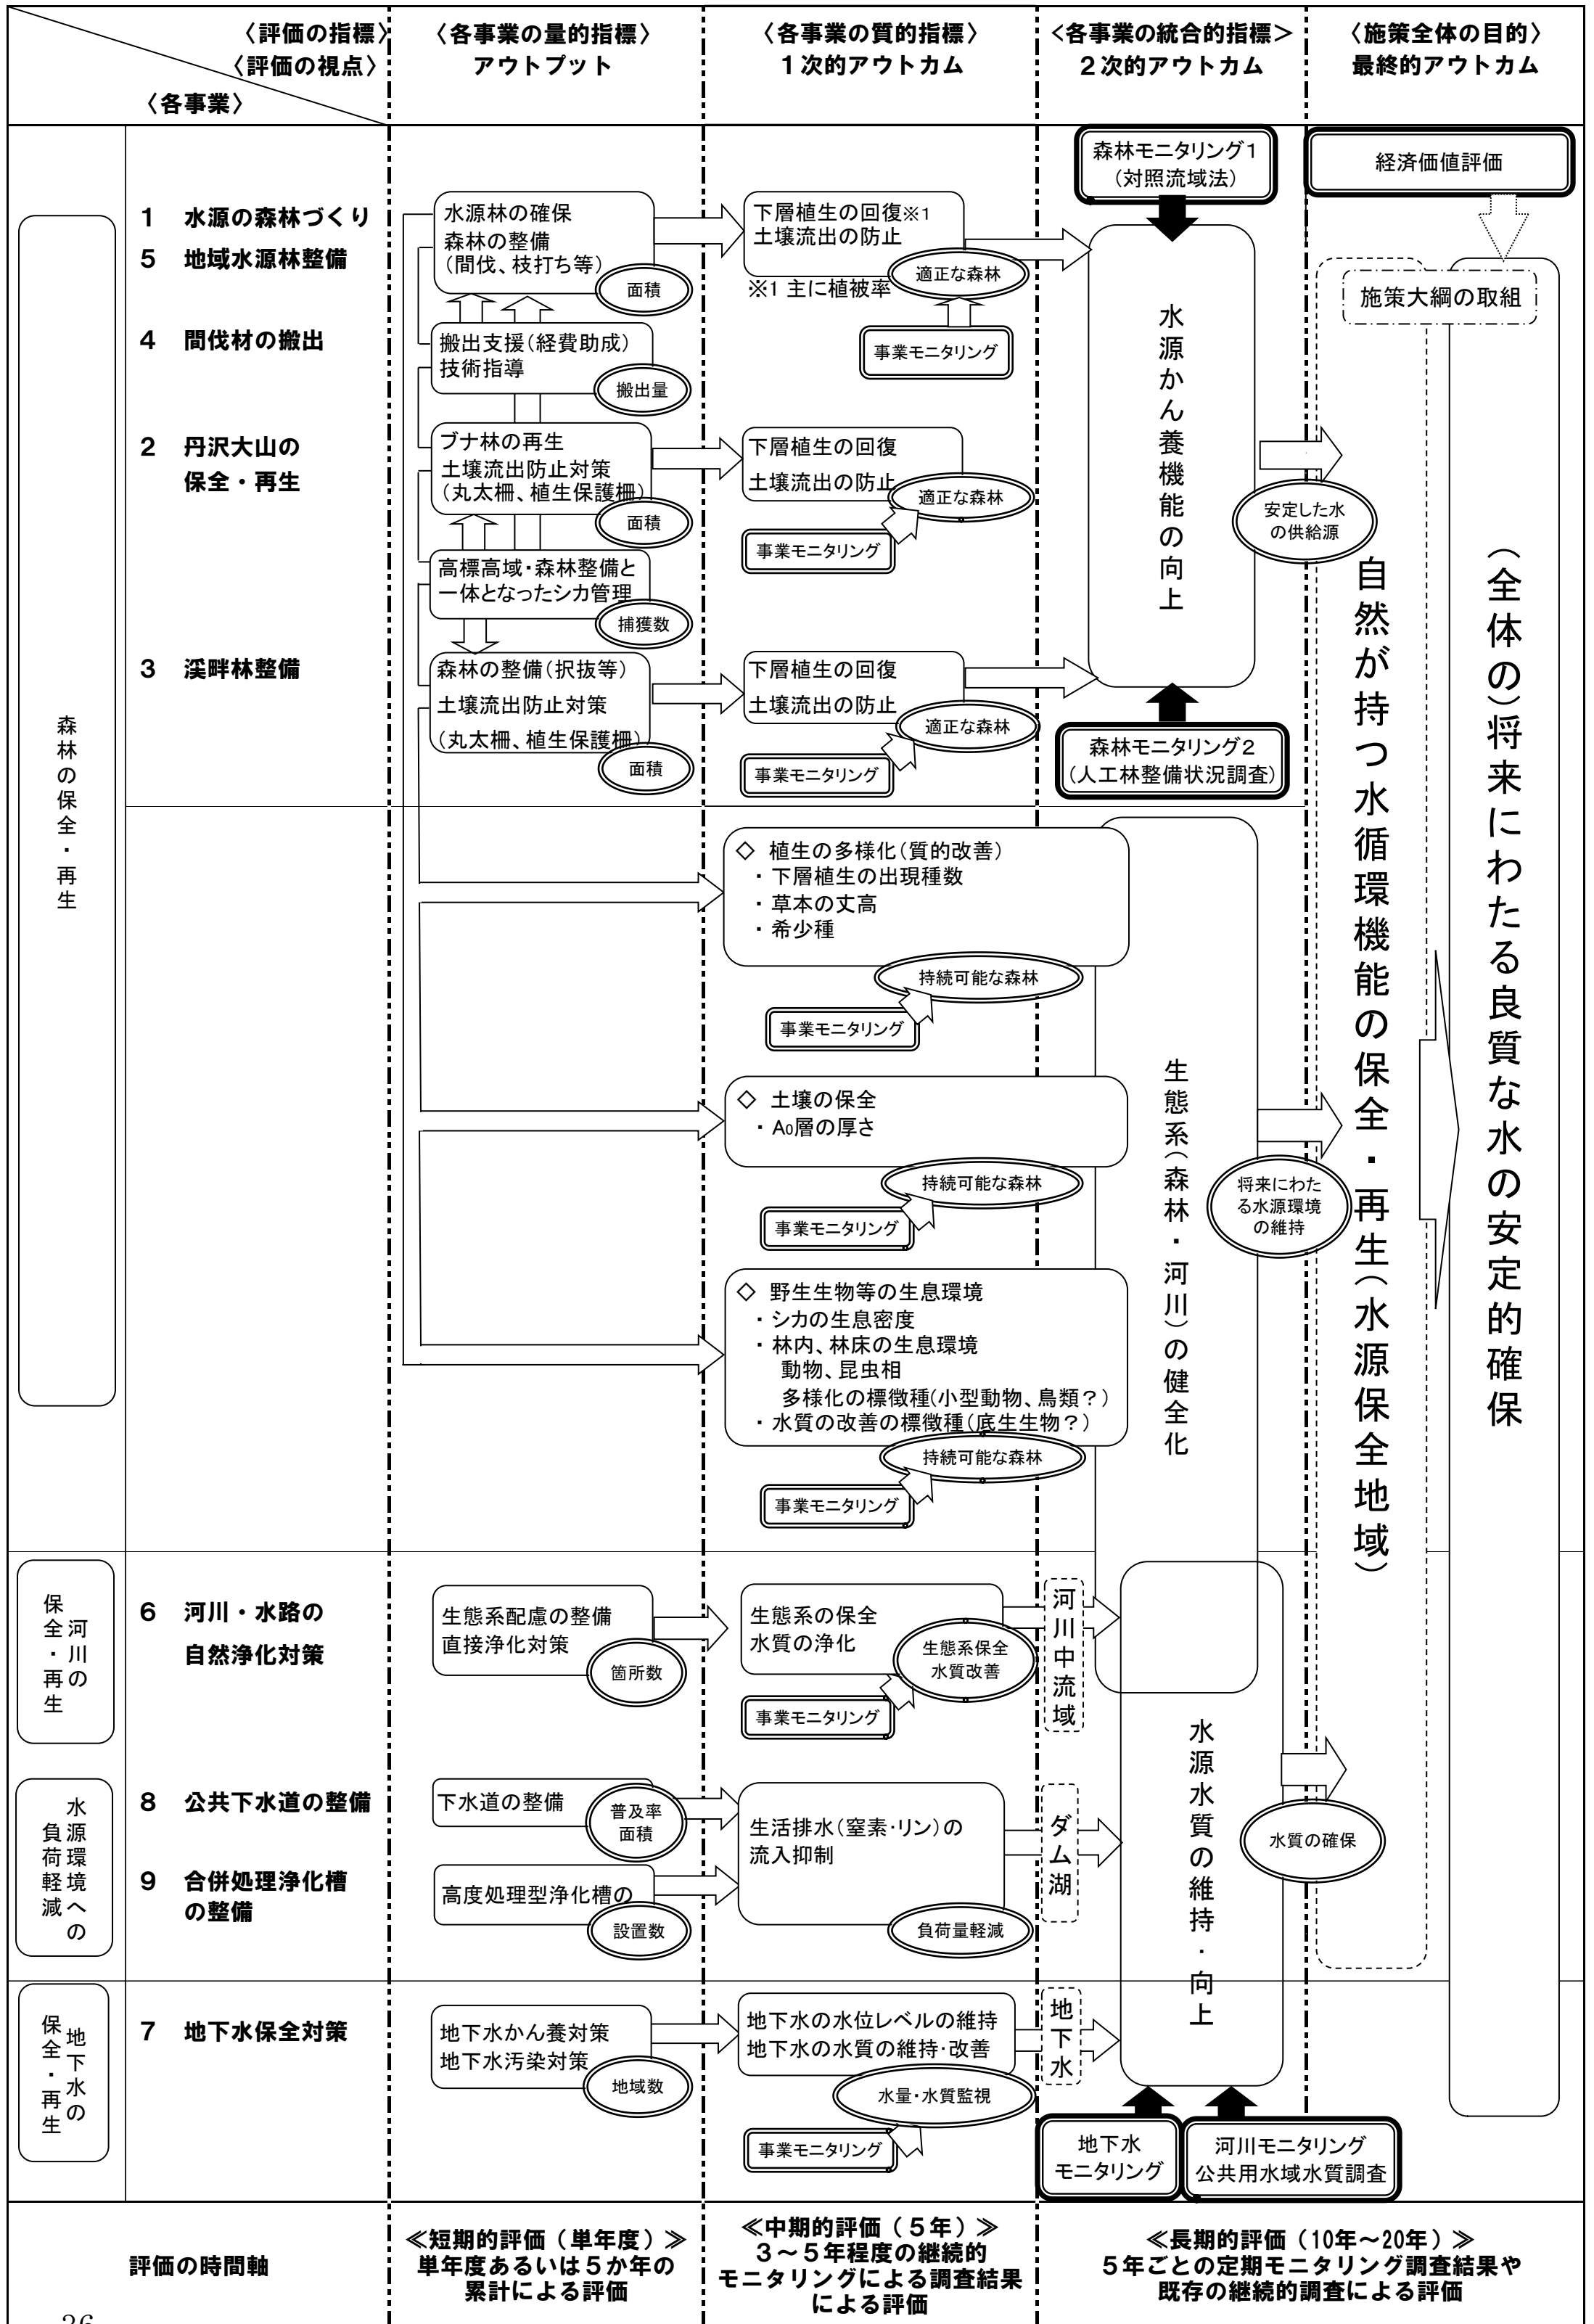 〈評価の指標〉
〈評価の視点〉
〈各事業〉
〈各事業の量的指標〉
アウトプット
〈各事業の質的指標〉
1次的アウトカム
<各事業の統合的指標>
2次的アウトカム
〈施策全体の目的〉
最終的アウトカム
森林モニタリング1
(対照流域法)
経済価値評価
森林の保全・再生
1 水源の森林づくり
5 地域水源林整備
水源林の確保
森林の整備
(間伐、枝打ち等)
面積
下層植生の回復※1
土壌流出の防止
適正な森林
※1 主に植被率
事業モニタリング
4 間伐材の搬出
搬出支援(経費助成)
技術指導
搬出量
2 丹沢大山の
保全・再生
ブナ林の再生
土壌流出防止対策
(丸太柵、植生保護柵)
面積
下層植生の回復
土壌流出の防止
適正な森林
事業モニタリング
高標高域・森林整備と
一体となったシカ管理
捕獲数
3 渓畔林整備
森林の整備(択抜等)
土壌流出防止対策
(丸太柵、植生保護柵)
面積
下層植生の回復
土壌流出の防止
適正な森林
事業モニタリング
水源かん養機能の向上
安定した水
の供給源
森林モニタリング2
(人工林整備状況調査)
施策大綱の取組
自然が持つ水循環機能の保全・再生(水源保全地域)
(全体の)将来にわたる良質な水の安定的確保
◇ 植生の多様化(質的改善)
・下層植生の出現種数
・草本の丈高
・希少種
持続可能な森林
事業モニタリング
◇ 土壌の保全
・A0層の厚さ
持続可能な森林
事業モニタリング
◇ 野生生物等の生息環境
・シカの生息密度
・林内、林床の生息環境
動物、昆虫相
多様化の標徴種(小型動物、鳥類?)
・水質の改善の標徴種(底生生物?)
持続可能な森林
事業モニタリング
生態系(森林・河川)の健全化
将来にわた
る水源環境
の維持
河川の
保全・再生
6 河川・水路の
自然浄化対策
生態系配慮の整備
直接浄化対策
箇所数
生態系の保全
水質の浄化
生態系保全
水質改善
事業モニタリング
河川中流域
水源環境への
負荷軽減
8 公共下水道の整備
下水道の整備
普及率
面積
9 合併処理浄化槽
の整備
高度処理型浄化槽の
設置数
生活排水(窒素・リン)の
流入抑制
負荷量軽減
ダム湖
水源水質の維持・向上
水質の確保
地下水の
保全・再生
7 地下水保全対策
地下水かん養対策
地下水汚染対策
地域数
地下水の水位レベルの維持
地下水の水質の維持・改善
水量・水質監視
事業モニタリング
地下水
地下水
モニタリング
河川モニタリング
公共用水域水質調査
評価の時間軸
≪短期的評価(単年度)≫
単年度あるいは5か年の
累計による評価
≪中期的評価(5年)≫
3~5年程度の継続的
モニタリングによる調査結果
による評価
≪長期的評価(10年~20年)≫
5年ごとの定期モニタリング調査結果や
既存の継続的調査による評価